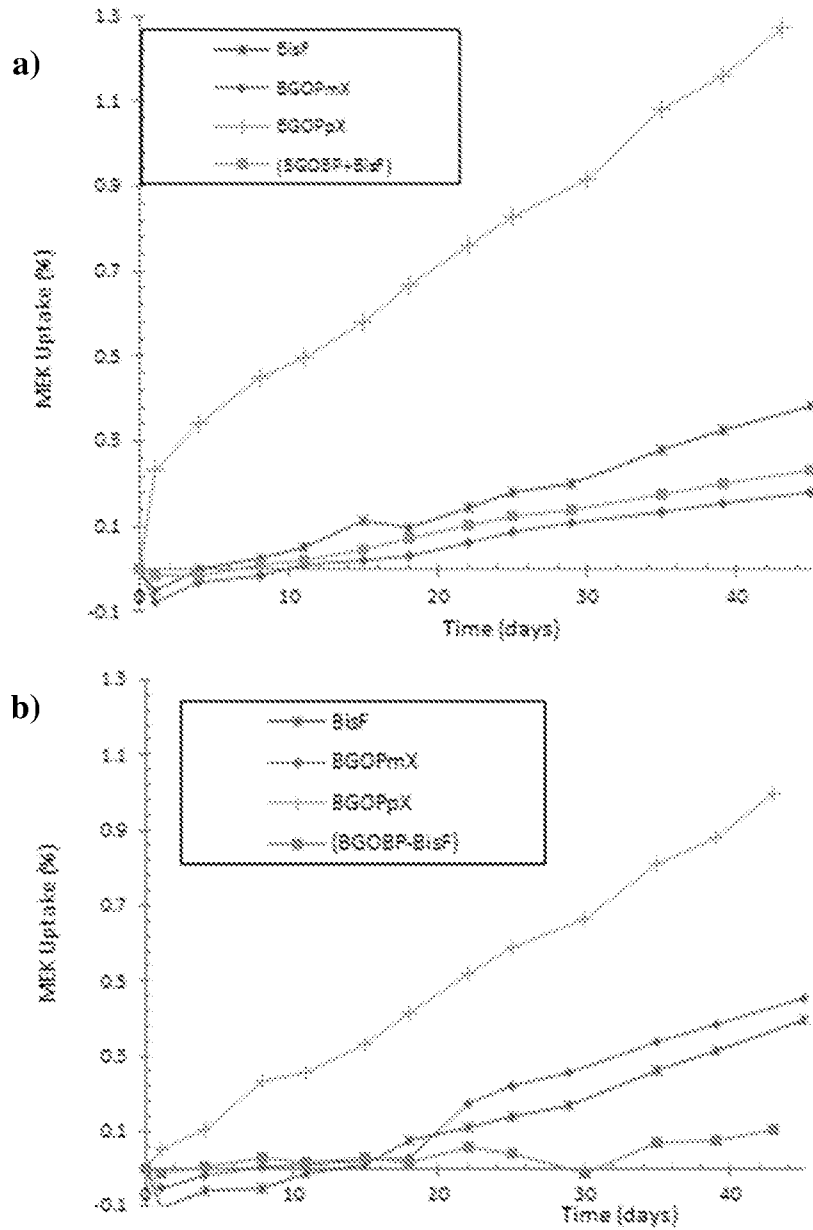 a)
1.3
1.1
0.9
0.7
0.5
0.3
0.1
-0.1
MEK Uptake (%)
BisF
BGOPmX
BGOPpX
(BGOBP+BisF)
0
10
20
30
40
Time (days)
b)
1.3
1.1
0.9
0.7
0.5
0.3
0.1
-0.1
MEK Uptake (%)
BisF
BGOPmX
BGOPpX
(BGOBP-BisF)
0
10
20
30
40
Time (days)